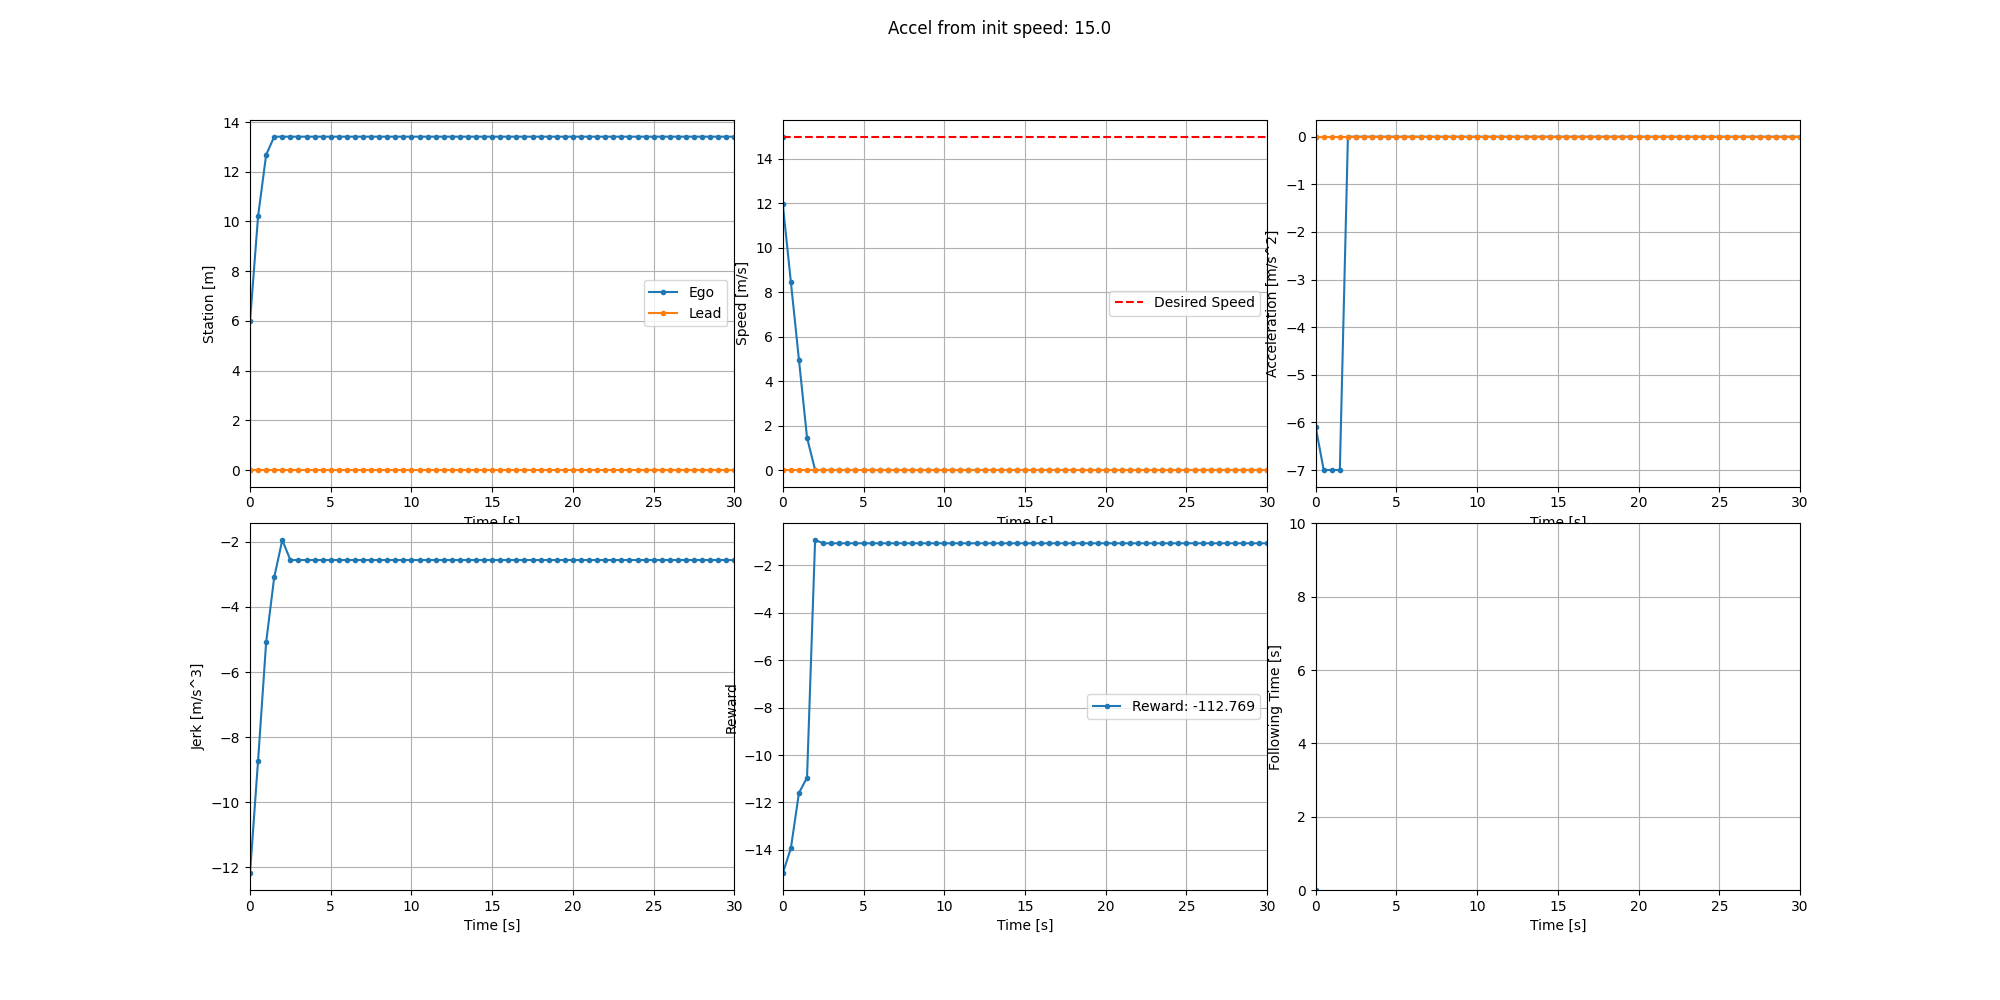 Accel from init speed: 15.0
Station [m]
14
12
10
8
6
4
2
0
0 5 10 15 20 25 30
Time [s]
Ego
Lead
Speed [m/s]
14
12
10
8
6
4
2
0
0 5 10 15 20 25 30
Time [s]
Desired Speed
Acceleration [m/s^2]
0
−1
−2
−3
−4
−5
−6
−7
0 5 10 15 20 25 30
Time [s]
Jerk [m/s^3]
−2
−4
−6
−8
−10
−12
0 5 10 15 20 25 30
Time [s]
Reward
−2
−4
−6
−8
−10
−12
−14
0 5 10 15 20 25 30
Time [s]
Reward: -112.769
Following Time [s]
10
8
6
4
2
0
0 5 10 15 20 25 30
Time [s]